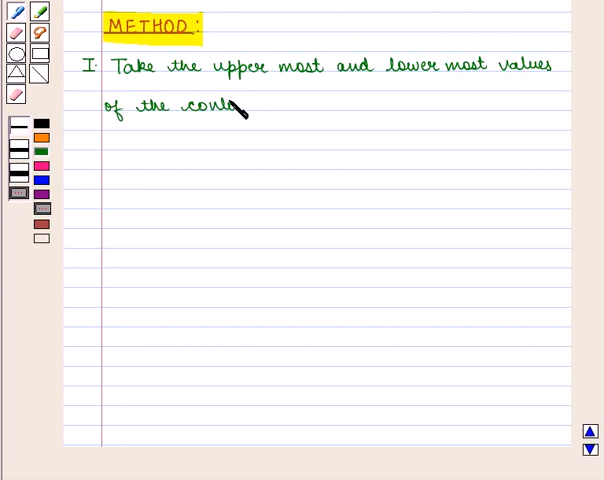 METHOD:
I. Take the upper most and lower most values
of the